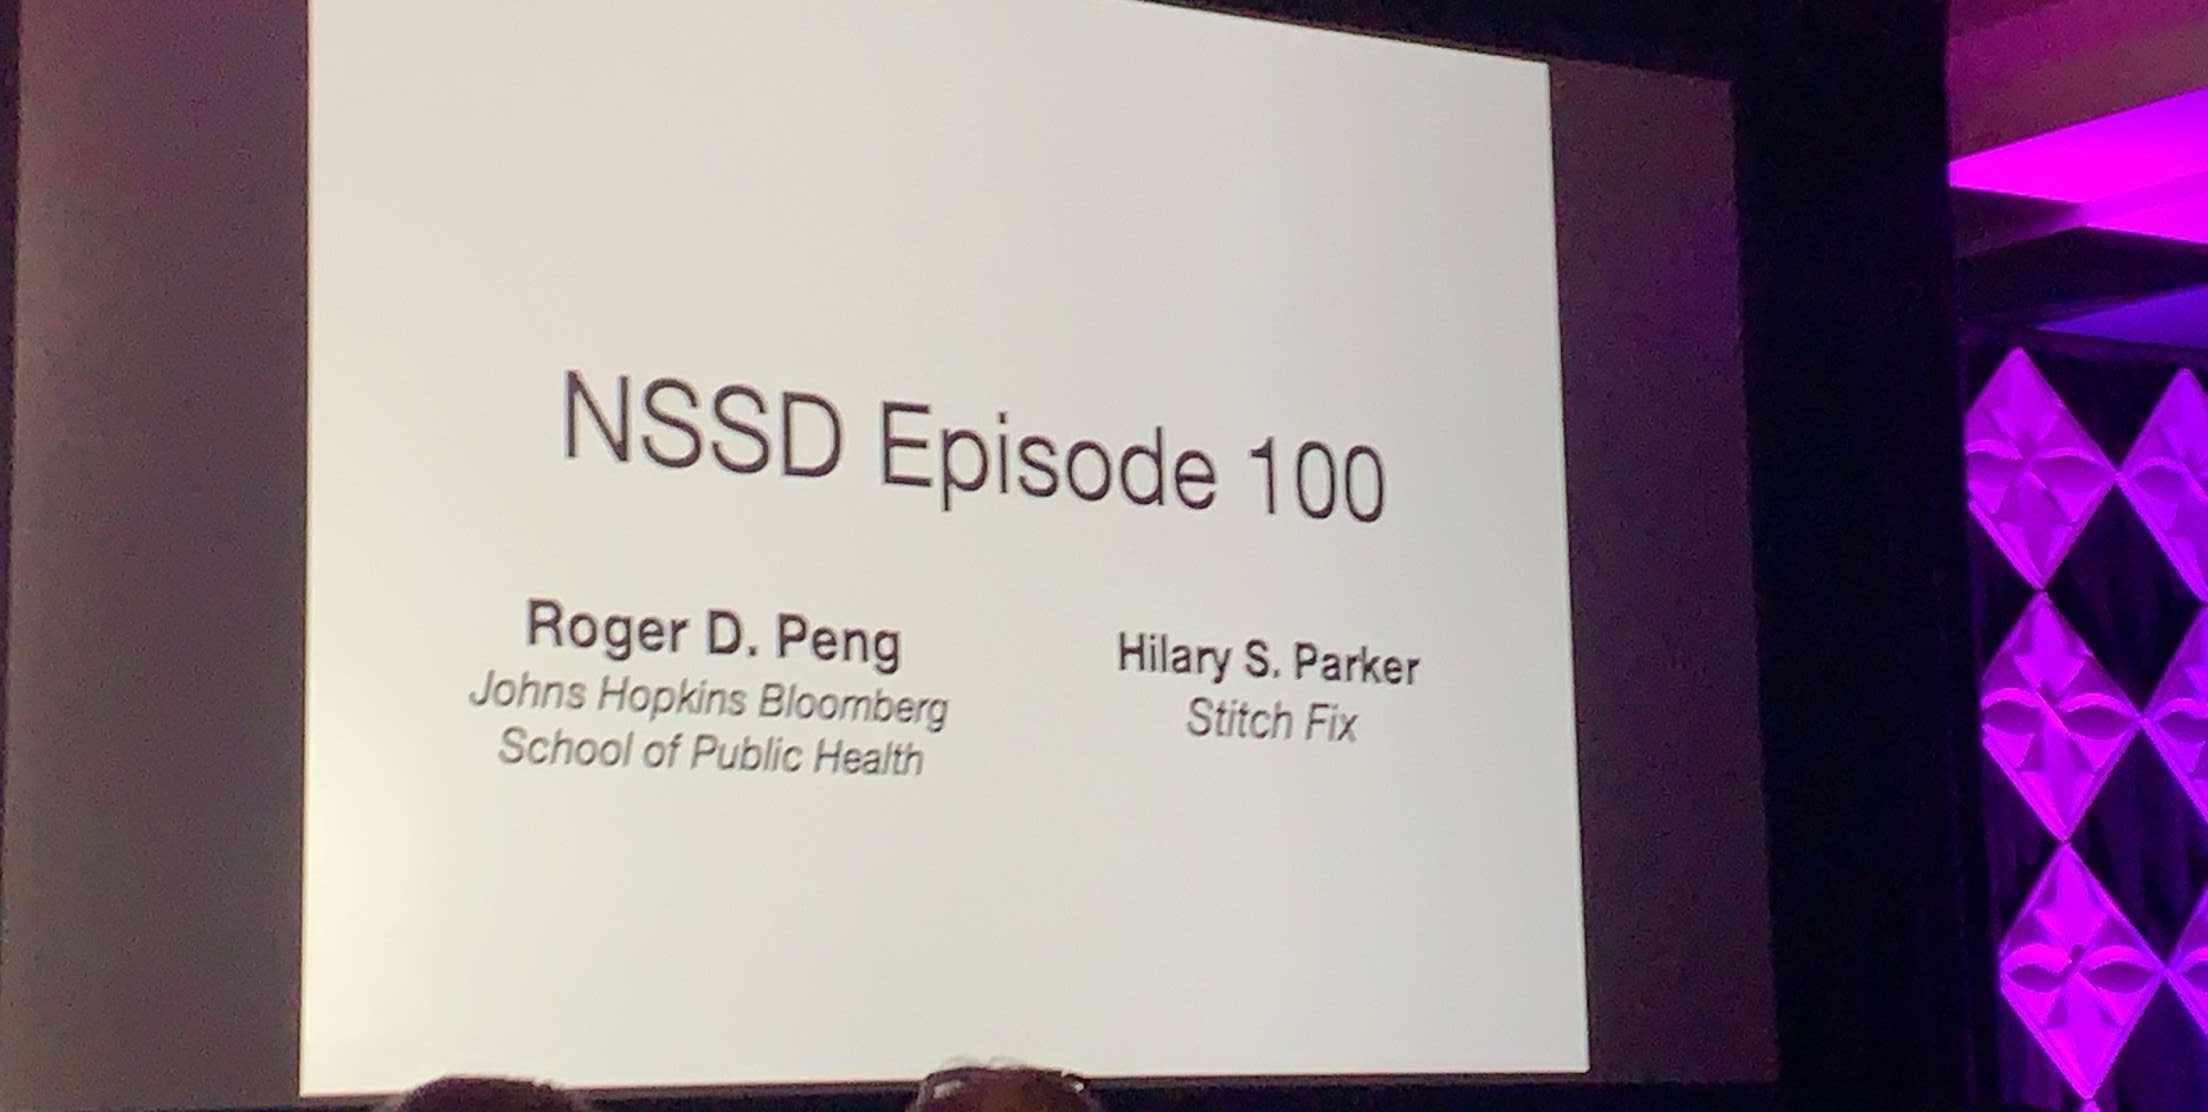 NSSD Episode 100
Roger D. Peng
Johns Hopkins Bloomberg
School of Public Health
Hilary S. Parker
Stitch Fix